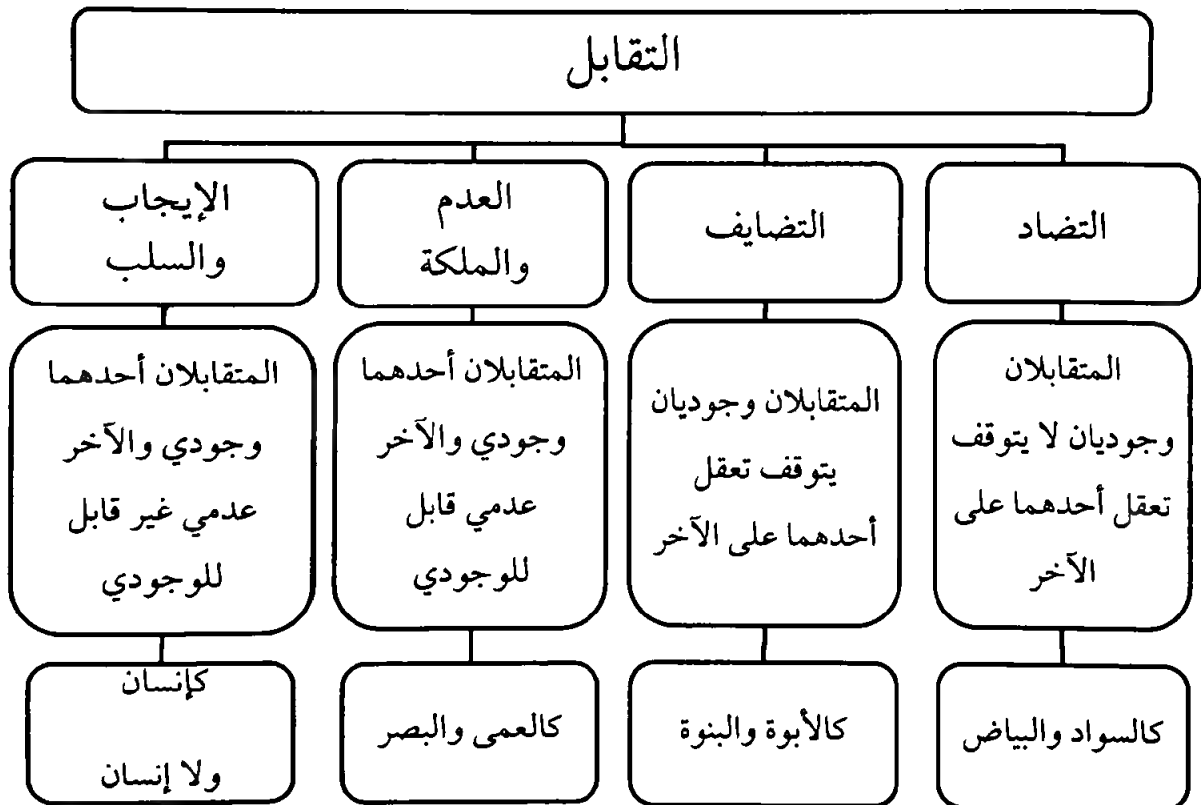 التقابل
التضاد
المتقابلان
وجوديان لا يتوقف
تعقل أحدهما على
الآخر
كالسواد والبياض
التضايف
المتقابلان وجوديان
يتوقف تعقل
أحدهما على الآخر
كالأبوة والبنوة
العدم
والملكة
المتقابلان أحدهما
وجودي والآخر
عدمي قابل
للوجودي
كالعمى والبصر
الإيجاب
والسلب
المتقابلان أحدهما
وجودي والآخر
عدمي غير قابل
للوجودي
كإنسان
ولا إنسان